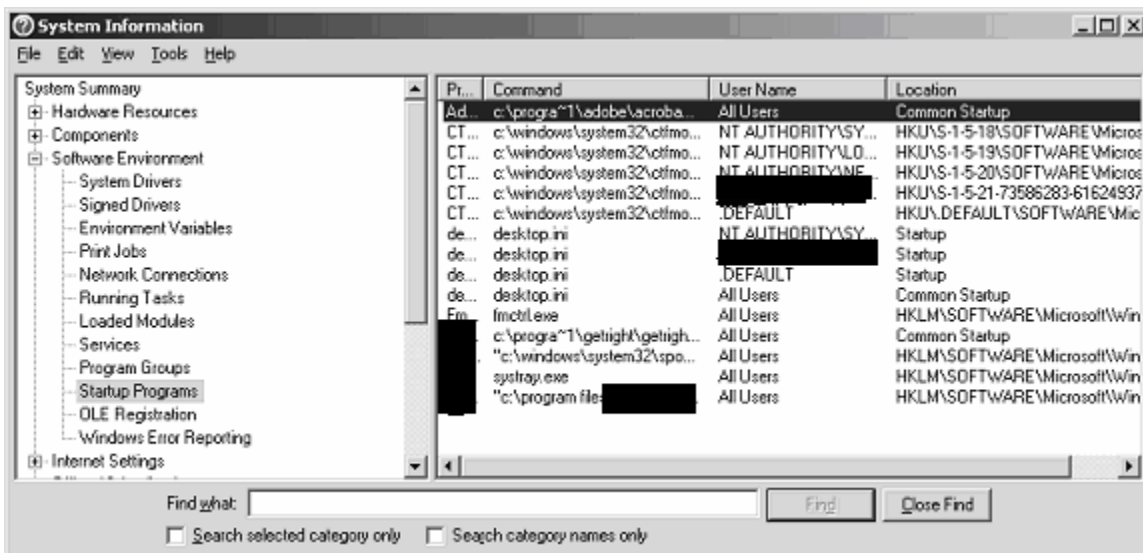 System Information
File Edit View Tools Help
System Summary
Hardware Resources
Components
Software Environment
System Drivers
Signed Drivers
Environment Variables
Print Jobs
Network Connections
Running Tasks
Loaded Modules
Services
Program Groups
Startup Programs
OLE Registration
Windows Error Reporting
Internet Settings
Pr... Command User Name Location
Ad... c:\progra~1\adobe\acroba... All Users Common Startup
CT... c:\windows\system32\ctfmo... NT AUTHORITY\SY... HKU\S-1-5-18\SOFTWARE\Micros
CT... c:\windows\system32\ctfmo... NT AUTHORITY\LO... HKU\S-1-5-19\SOFTWARE\Micros
CT... c:\windows\system32\ctfmo... NT AUTHORITY\NE... HKU\S-1-5-20\SOFTWARE\Micros
CT... c:\windows\system32\ctfmo... HKU\S-1-5-21-73586283-61624937
CT... c:\windows\system32\ctfmo... .DEFAULT HKU\.DEFAULT\SOFTWARE\Mic
de... desktop.ini NT AUTHORITY\SY... Startup
de... desktop.ini Startup
de... desktop.ini .DEFAULT Startup
de... desktop.ini All Users Common Startup
Fm... fmctrl.exe All Users HKLM\SOFTWARE\Microsoft\Win
c:\progra~1\getright\getrigh... All Users Common Startup
"c:\windows\system32\spo... All Users HKLM\SOFTWARE\Microsoft\Win
systray.exe All Users HKLM\SOFTWARE\Microsoft\Win
"c:\program files All Users HKLM\SOFTWARE\Microsoft\Win
Find what: Find Close Find
Search selected category only Search category names only